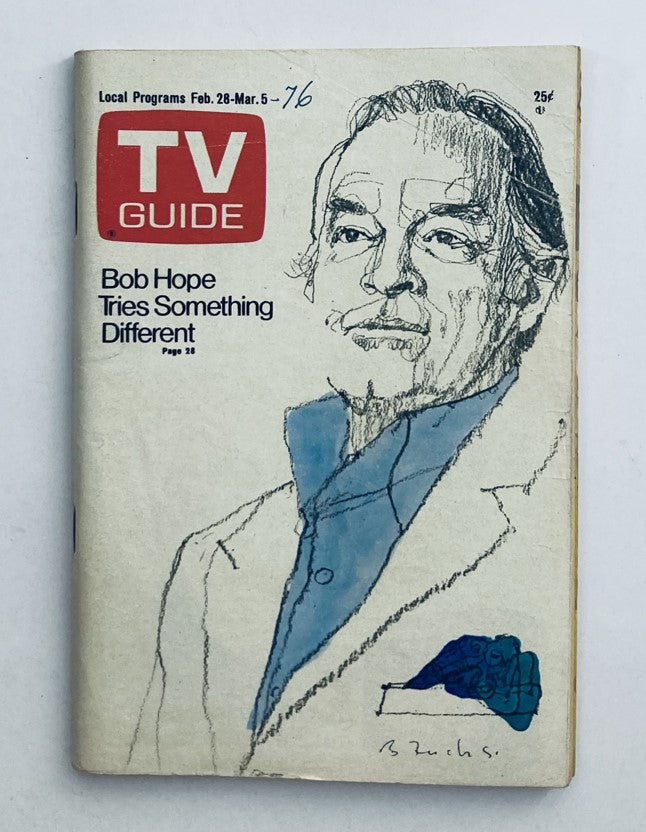 Local Programs Feb. 28-Mar. 5-76
25¢
TV
GUIDE
®
Bob Hope
Tries Something
Different
Page 28
B Fuchs.